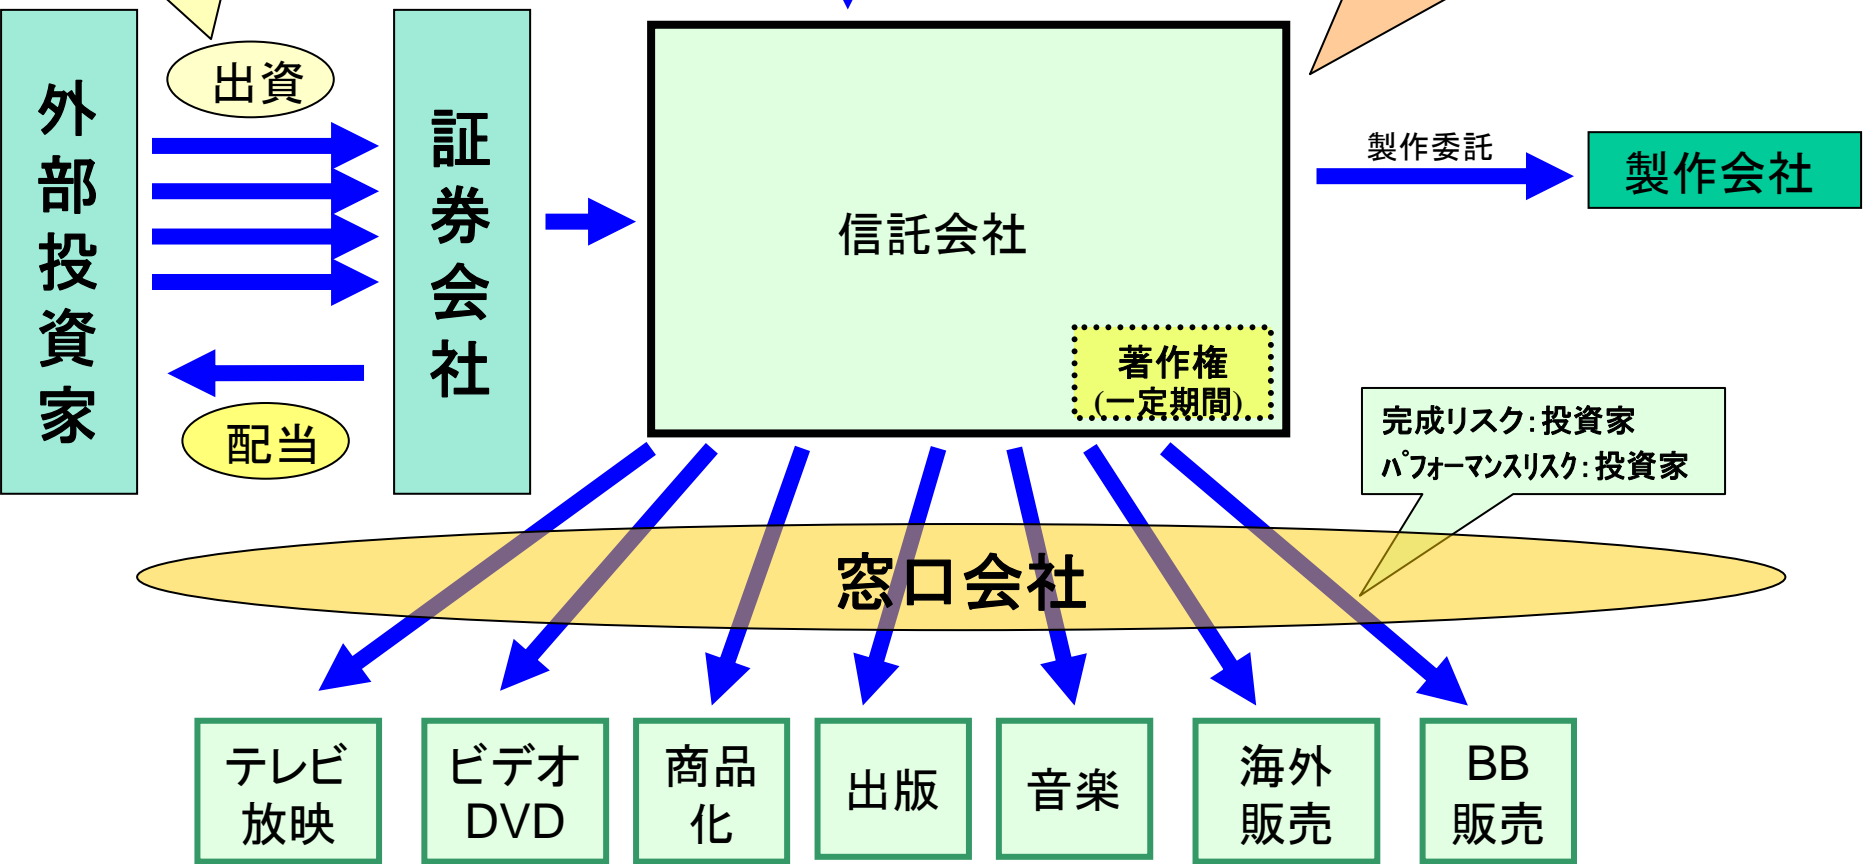 外部投資家
出資
配当
証券会社
信託会社
著作権
(一定期間)
製作委託
製作会社
完成リスク:投資家
ﾊﾟﾌｫｰﾏﾝｽﾘｽｸ:投資家
窓口会社
テレビ
放映
ビデオ
DVD
商品
化
出版
音楽
海外
販売
BB
販売